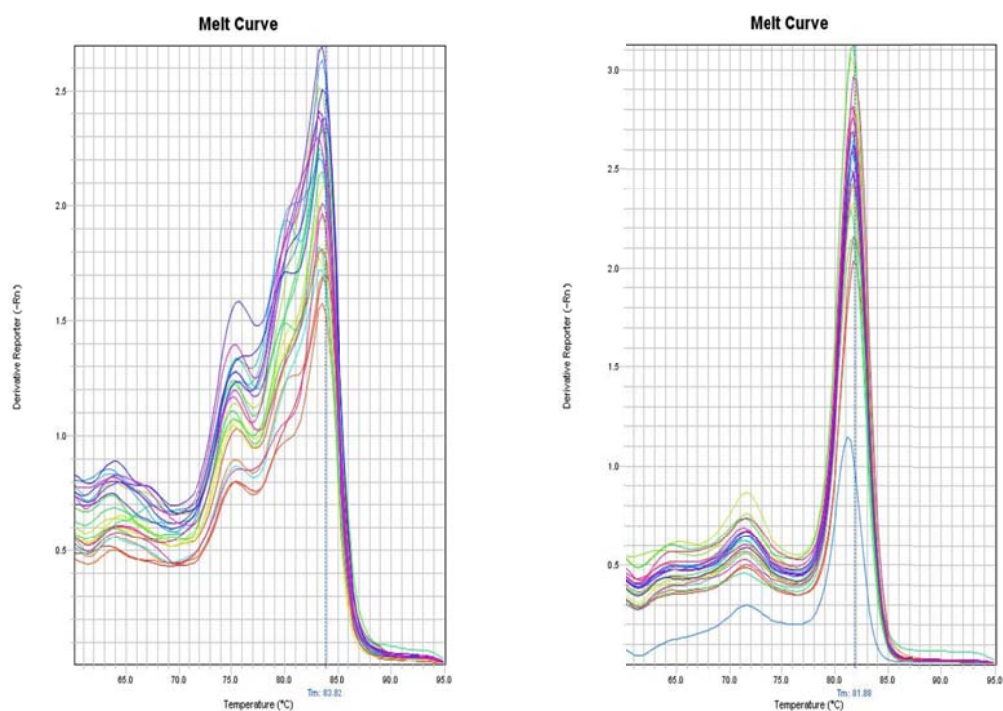 Melt Curve
2.5
2.0
1.5
1.0
0.5
Derivative Reporter (-Rn')
65.0 70.0 75.0 80.0 85.0 90.0 95.0
Tm: 83.82
Temperature (°C)
Melt Curve
3.0
2.5
2.0
1.5
1.0
0.5
Derivative Reporter (-Rn')
65.0 70.0 75.0 80.0 85.0 90.0 95.0
Tm: 81.88
Temperature (°C)